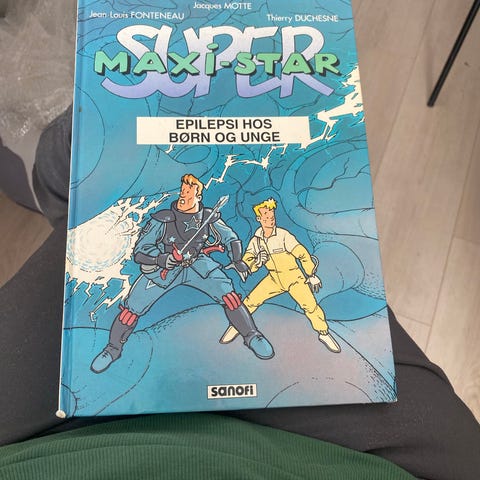 Jacques MOTTE
Jean Louis FONTENEAU
Thierry DUCHESNE
SUPER
MAXI-STAR
EPILEPSI HOS
BØRN OG UNGE
sanofi